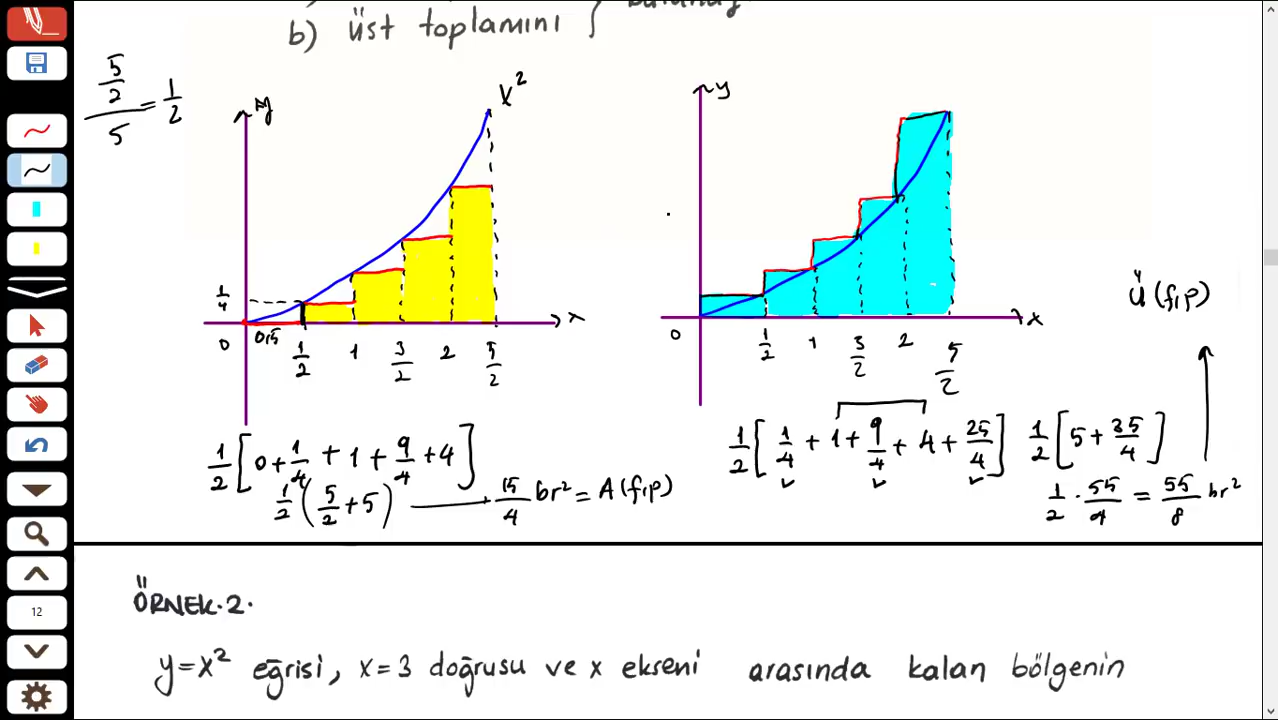 b) üst toplamını
5/2 / 5 = 1/2
y
x²
1/4
0 0,5 1/2 1 3/2 2 5/2 x
1/2 [0 + 1/4 + 1 + 9/4 + 4]
1/2 (5/2 + 5) 15/4 br² = A(f,p)
y
0 1/2 1 3/2 2 5/2 x
Ü(f,p)
1/2 [1/4 + 1 + 9/4 + 4 + 25/4] 1/2 [5 + 35/4]
1/2 · 55/4 = 55/8 br²
ÖRNEK.2.
y=x² eğrisi, x=3 doğrusu ve x ekseni arasında kalan bölgenin
12